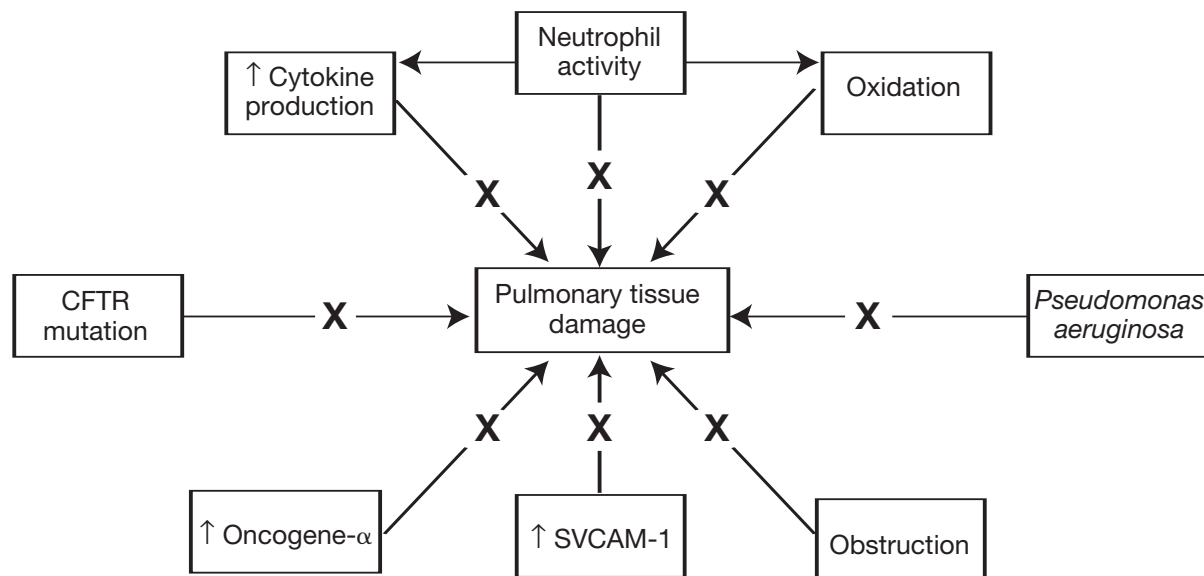 Neutrophil
activity
↑ Cytokine
production
Oxidation
X
X
X
CFTR
mutation
X
Pulmonary tissue
damage
X
Pseudomonas
aeruginosa
X
X
X
↑ Oncogene-α
↑ SVCAM-1
Obstruction